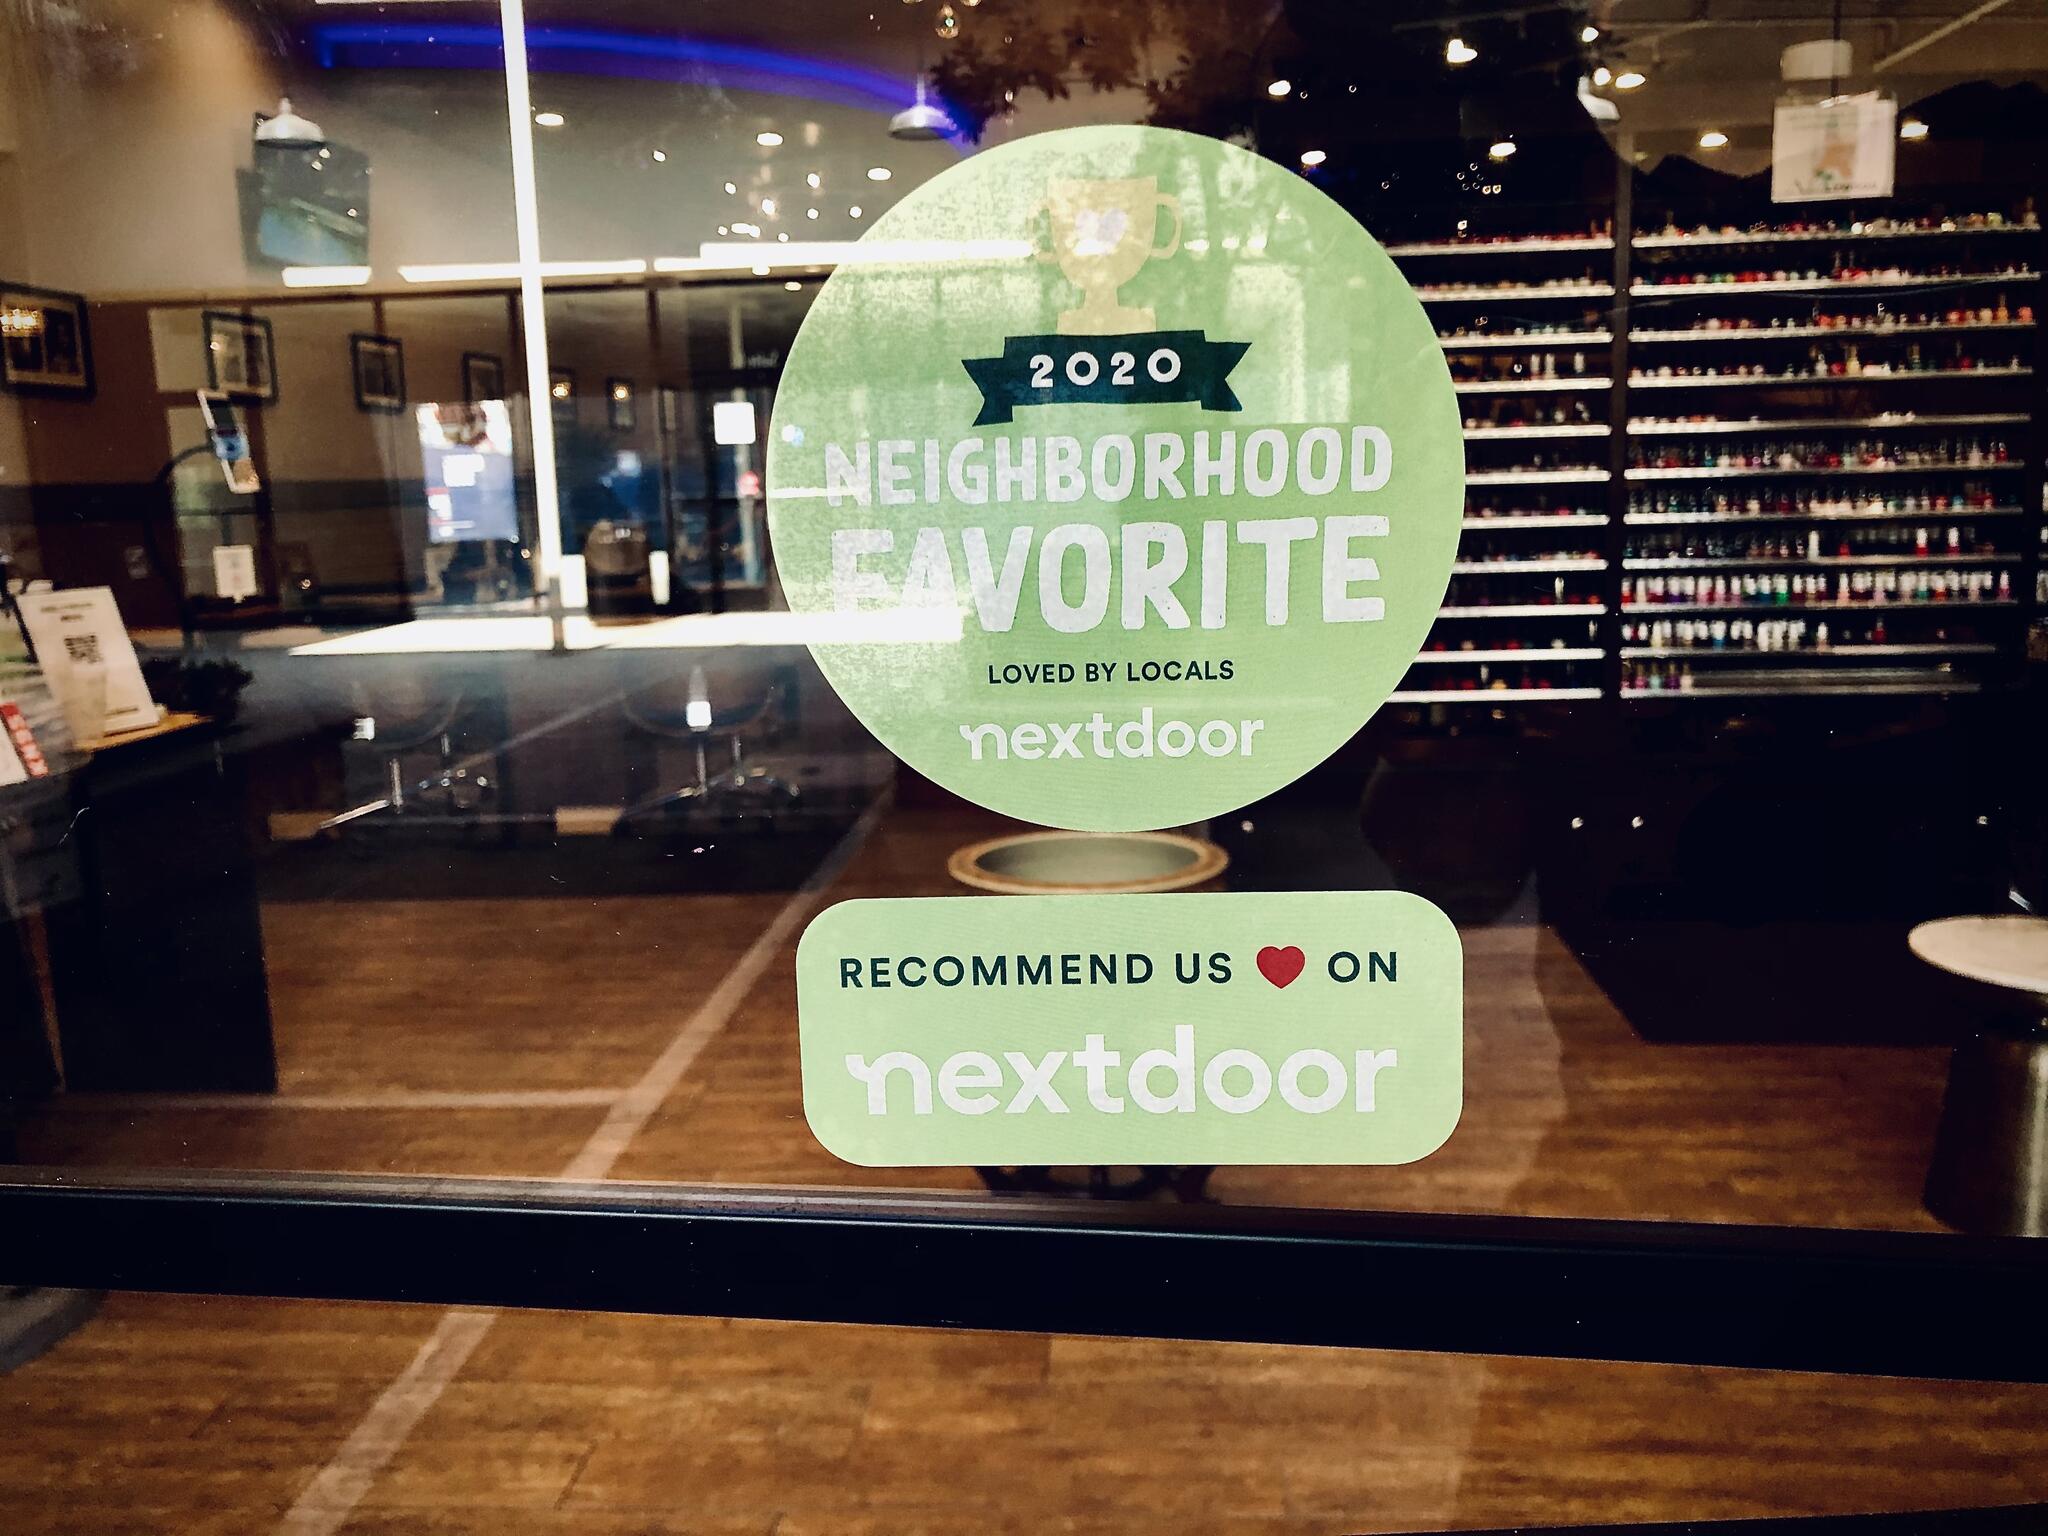 2020
NEIGHBORHOOD
FAVORITE
LOVED BY LOCALS
nextdoor
RECOMMEND US ❤ ON
nextdoor